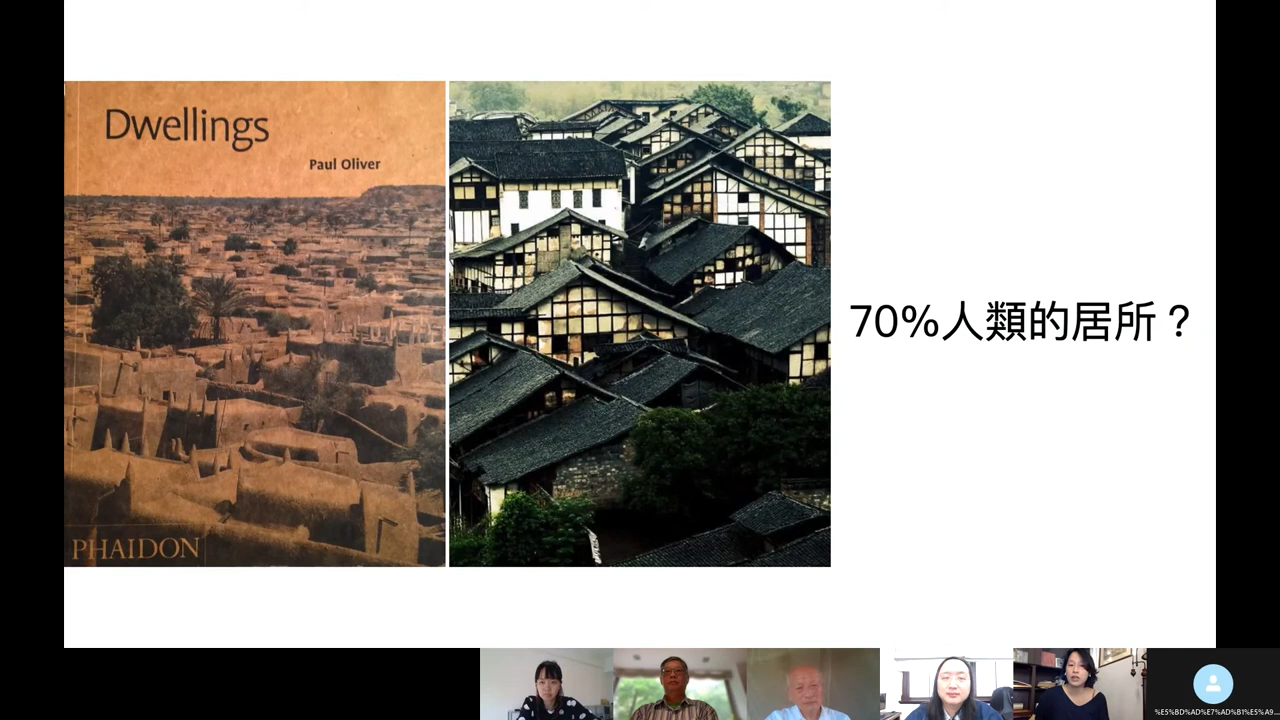 Dwellings
Paul Oliver
PHAIDON
70%人類的居所？
%E5%BD%AD%E7%AD%B1%E5%A9...